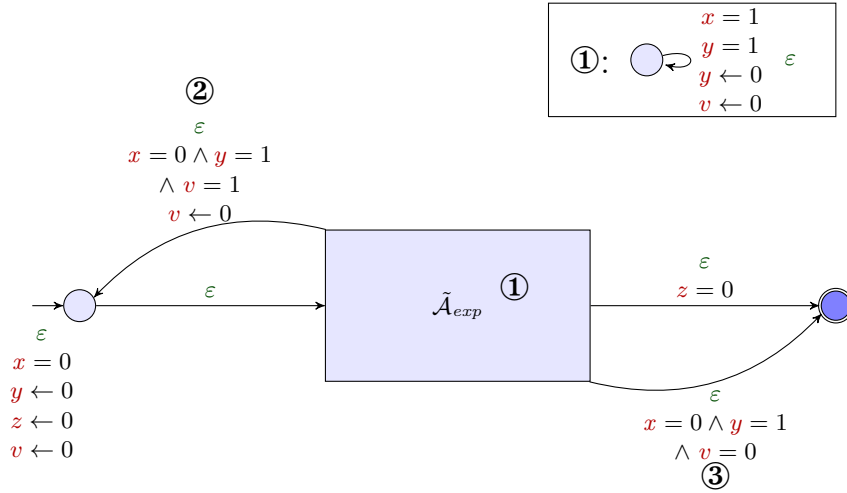 x = 1
y = 1
①: y ← 0 ε
v ← 0
②
ε
x = 0 ∧ y = 1
∧ v = 1
v ← 0
ε
𝒜̃exp ①
ε
z = 0
ε
x = 0
y ← 0
z ← 0
v ← 0
ε
x = 0 ∧ y = 1
∧ v = 0
③